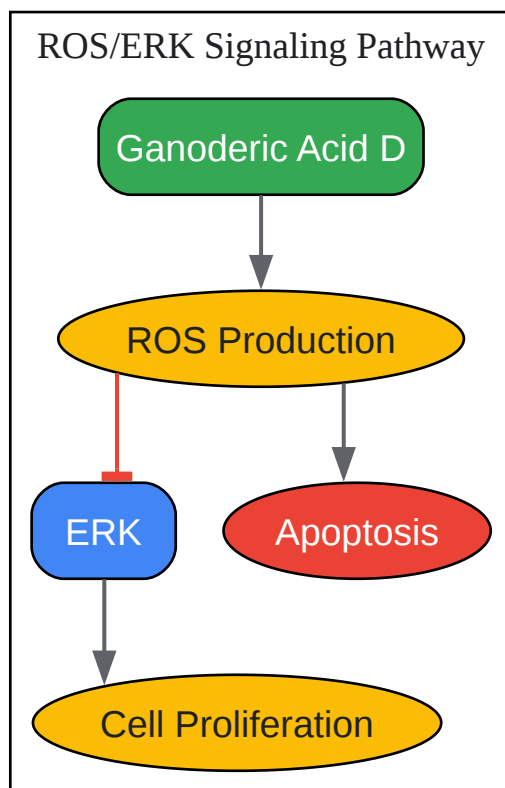 ROS/ERK Signaling Pathway
Ganoderic Acid D
ROS Production
ERK
Apoptosis
Cell Proliferation